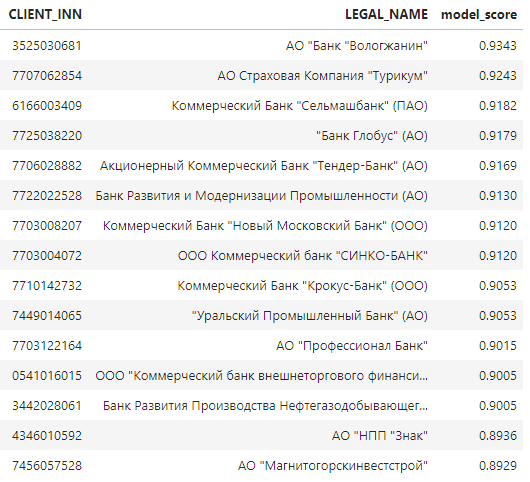 CLIENT_INN LEGAL_NAME model_score
3525030681 АО "Банк "Вологжанин" 0.9343
7707062854 АО Страховая Компания "Турикум" 0.9243
6166003409 Коммерческий Банк "Сельмашбанк" (ПАО) 0.9182
7725038220 "Банк Глобус" (АО) 0.9179
7706028882 Акционерный Коммерческий Банк "Тендер-Банк" (АО) 0.9169
7722022528 Банк Развития и Модернизации Промышленности (АО) 0.9130
7703008207 Коммерческий Банк "Новый Московский Банк" (ООО) 0.9120
7703004072 ООО Коммерческий банк "СИНКО-БАНК" 0.9120
7710142732 Коммерческий Банк "Крокус-Банк" (ООО) 0.9053
7449014065 "Уральский Промышленный Банк" (АО) 0.9053
7703122164 АО "Профессионал Банк" 0.9015
0541016015 ООО "Коммерческий банк внешнеторгового финанси... 0.9005
3442028061 Банк Развития Производства Нефтегазодобывающег... 0.9005
4346010592 АО "НПП "Знак" 0.8936
7456057528 АО "Магнитогорскинвестстрой" 0.8929